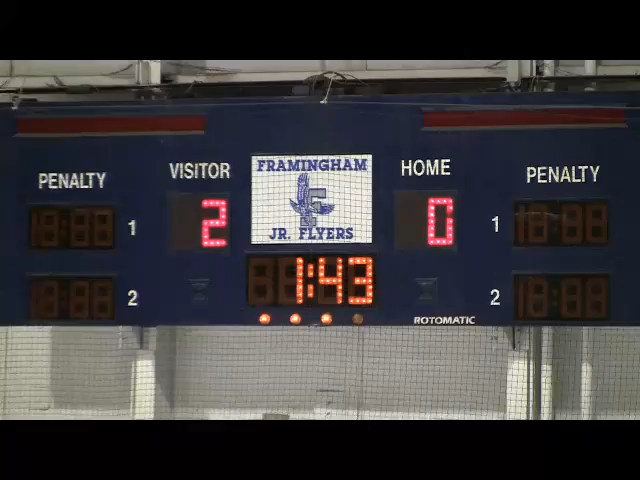 PENALTY
VISITOR
FRAMINGHAM
JR. FLYERS
HOME
PENALTY
1
2
0
1
2
1:43
2
ROTOMATIC